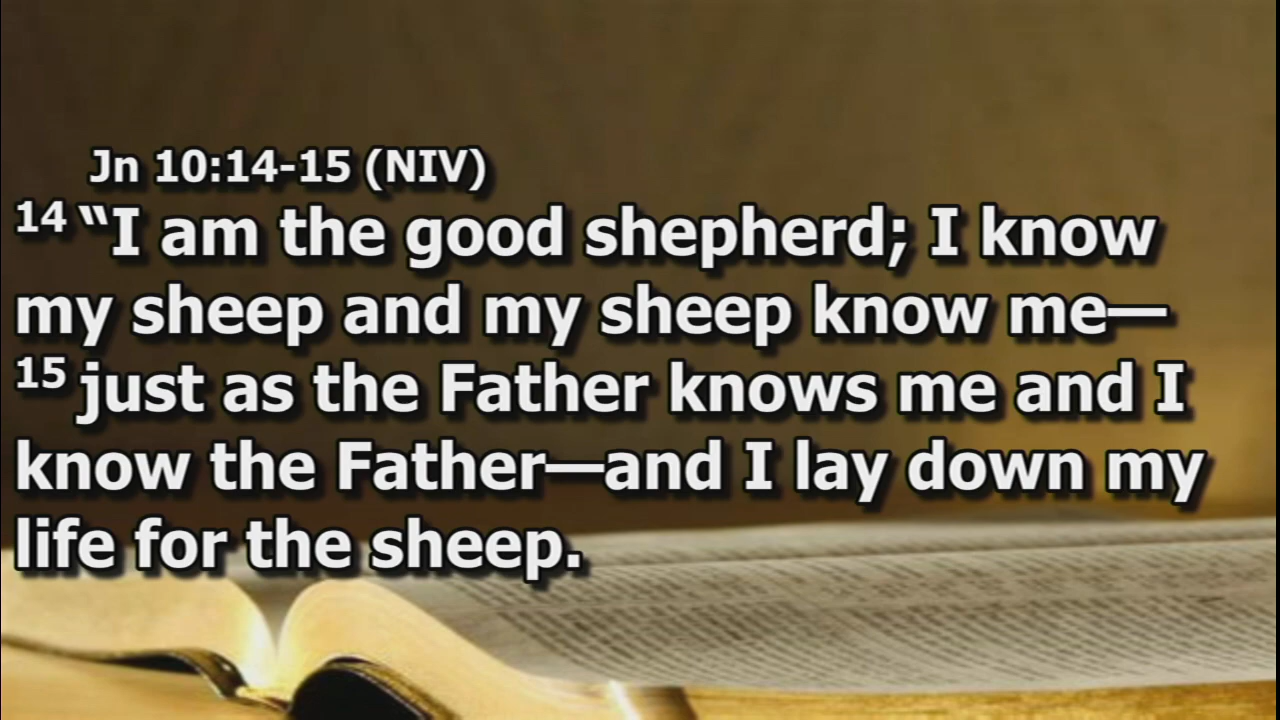 Jn 10:14-15 (NIV)
14 “I am the good shepherd; I know
my sheep and my sheep know me—
15 just as the Father knows me and I
know the Father—and I lay down my
life for the sheep.